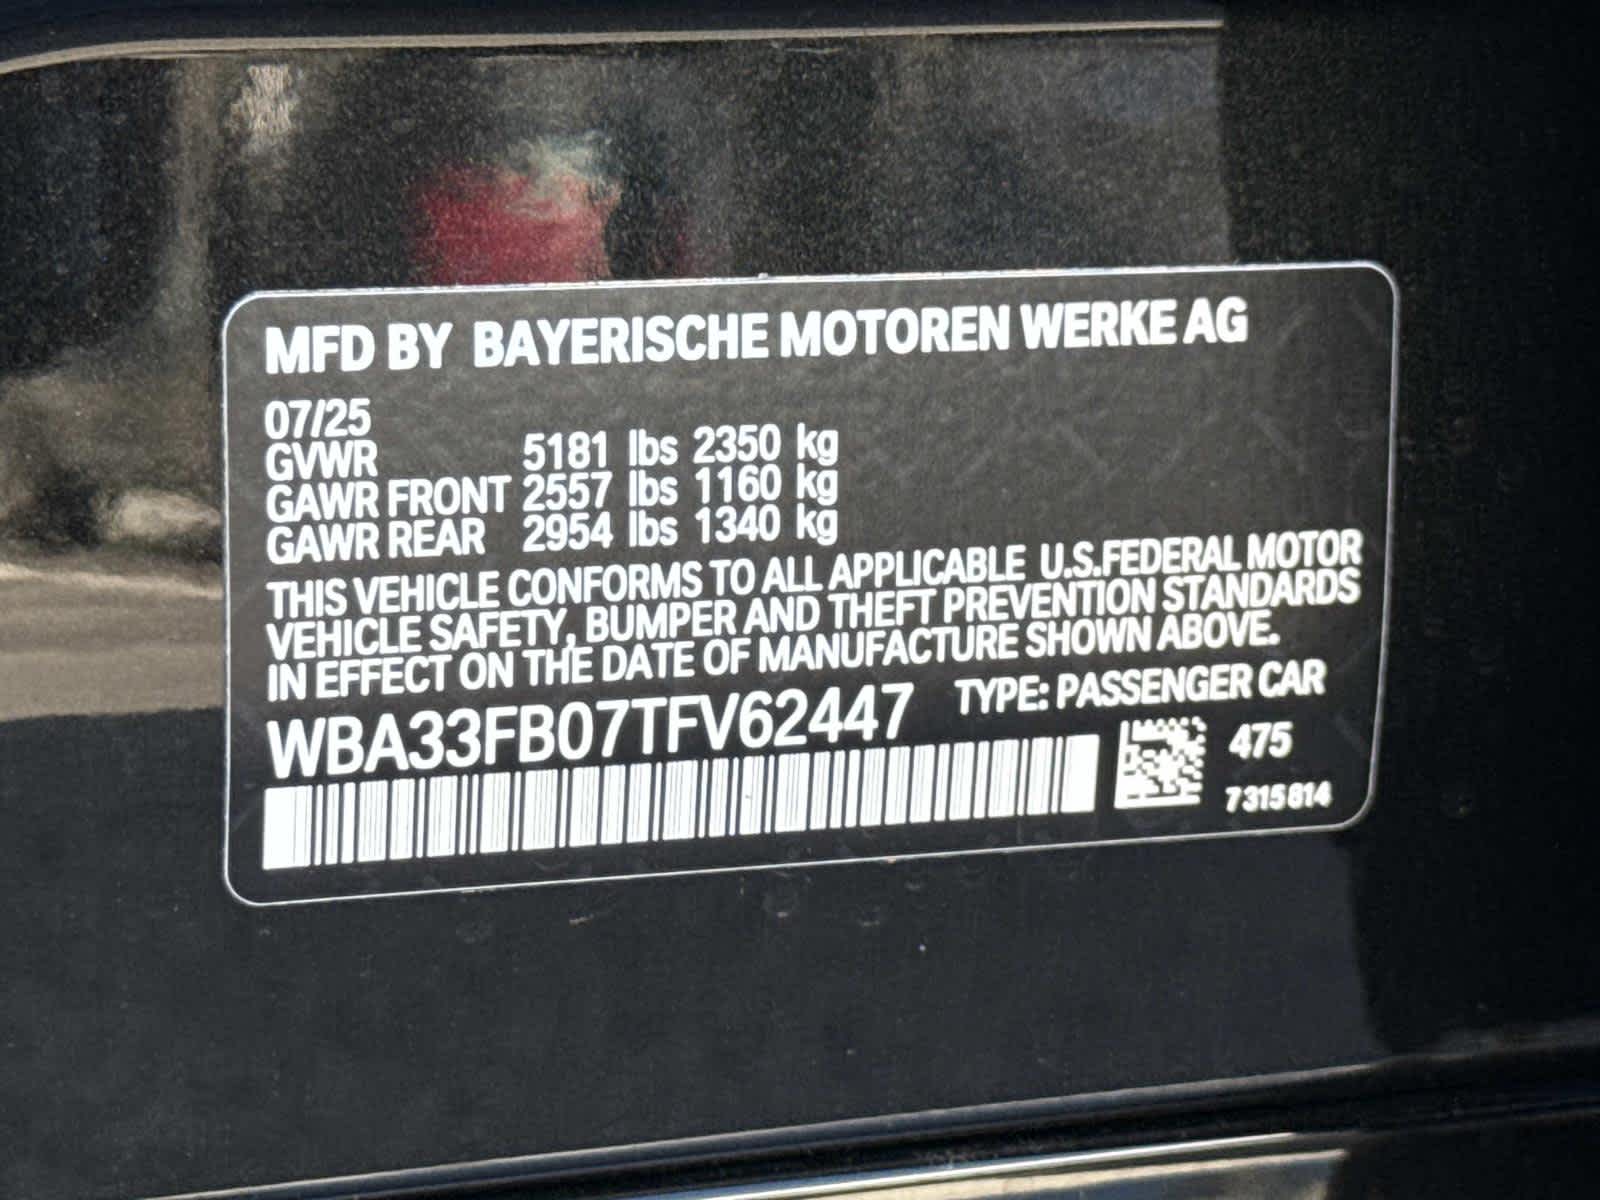 MFD BY BAYERISCHE MOTOREN WERKE AG
07/25
GVWR 5181 lbs 2350 kg
GAWR FRONT 2557 lbs 1160 kg
GAWR REAR 2954 lbs 1340 kg
THIS VEHICLE CONFORMS TO ALL APPLICABLE U.S.FEDERAL MOTOR
VEHICLE SAFETY, BUMPER AND THEFT PREVENTION STANDARDS
IN EFFECT ON THE DATE OF MANUFACTURE SHOWN ABOVE.
WBA33FB07TFV62447 TYPE: PASSENGER CAR
475
7315814